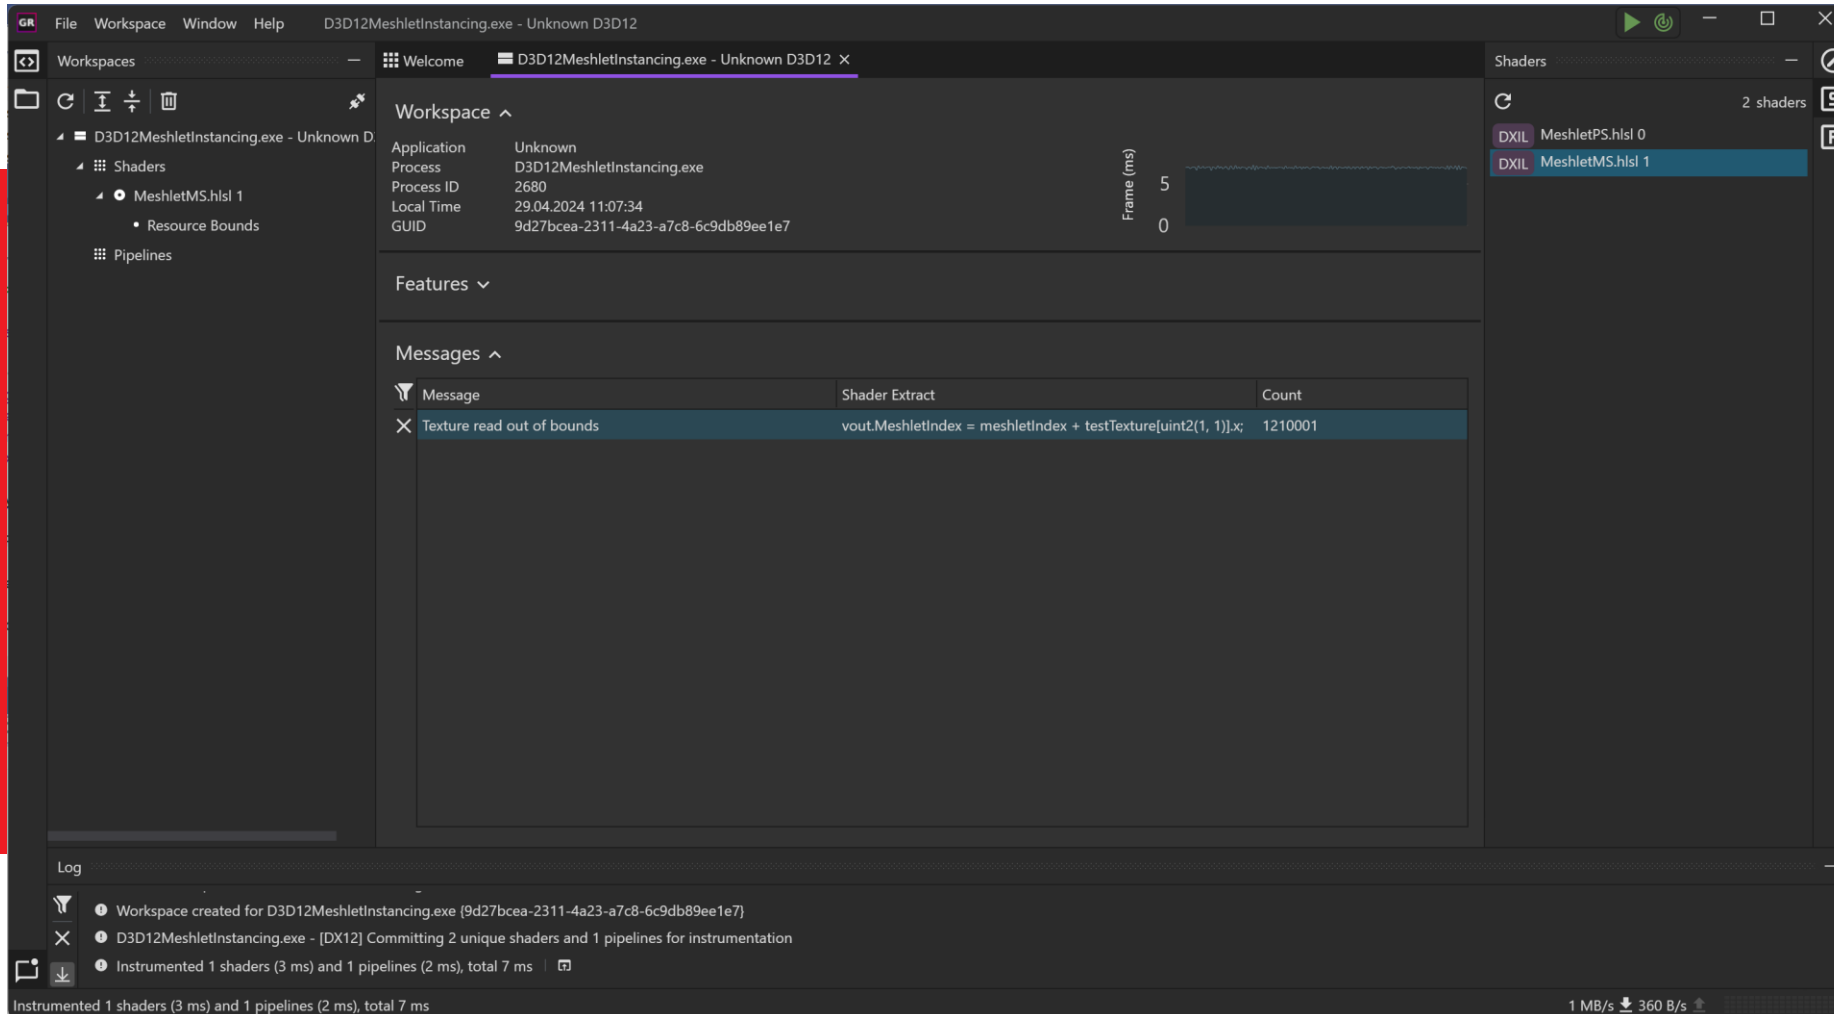 GR File Workspace Window Help D3D12MeshletInstancing.exe - Unknown D3D12
Workspaces
Welcome
D3D12MeshletInstancing.exe - Unknown D3D12
Shaders
D3D12MeshletInstancing.exe - Unknown D
Shaders
MeshletMS.hlsl 1
Resource Bounds
Pipelines
Workspace
Application Unknown
Process D3D12MeshletInstancing.exe
Process ID 2680
Local Time 29.04.2024 11:07:34
GUID 9d27bcea-2311-4a23-a7c8-6c9db89ee1e7
Frame (ms)
5
0
Features
Messages
Message Shader Extract Count
Texture read out of bounds vout.MeshletIndex = meshletIndex + testTexture[uint2(1, 1)].x; 1210001
2 shaders
DXIL MeshletPS.hlsl 0
DXIL MeshletMS.hlsl 1
Log
Workspace created for D3D12MeshletInstancing.exe {9d27bcea-2311-4a23-a7c8-6c9db89ee1e7}
D3D12MeshletInstancing.exe - [DX12] Committing 2 unique shaders and 1 pipelines for instrumentation
Instrumented 1 shaders (3 ms) and 1 pipelines (2 ms), total 7 ms
Instrumented 1 shaders (3 ms) and 1 pipelines (2 ms), total 7 ms
1 MB/s 360 B/s